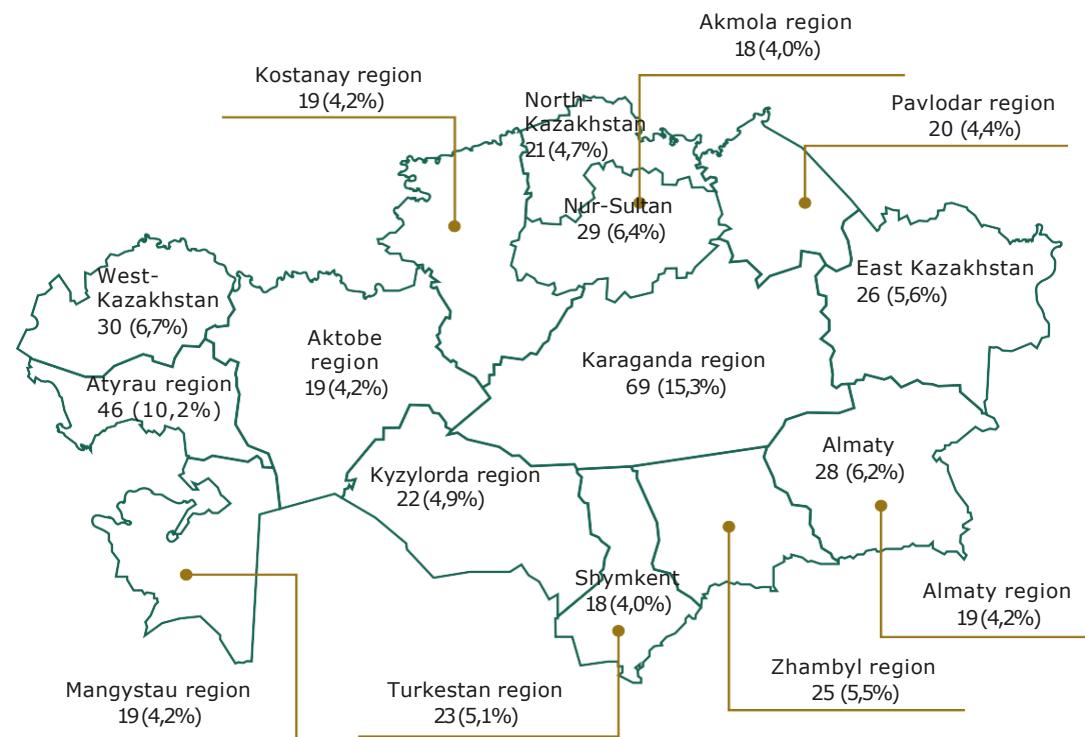 Akmola region
18 (4,0%)
Kostanay region
19 (4,2%)
North-
Kazakhstan
21 (4,7%)
Pavlodar region
20 (4,4%)
Nur-Sultan
29 (6,4%)
West-
Kazakhstan
30 (6,7%)
East Kazakhstan
26 (5,6%)
Aktobe
region
19 (4,2%)
Karaganda region
69 (15,3%)
Atyrau region
46 (10,2%)
Almaty
28 (6,2%)
Kyzylorda region
22 (4,9%)
Shymkent
18 (4,0%)
Almaty region
19 (4,2%)
Mangystau region
19 (4,2%)
Turkestan region
23 (5,1%)
Zhambyl region
25 (5,5%)